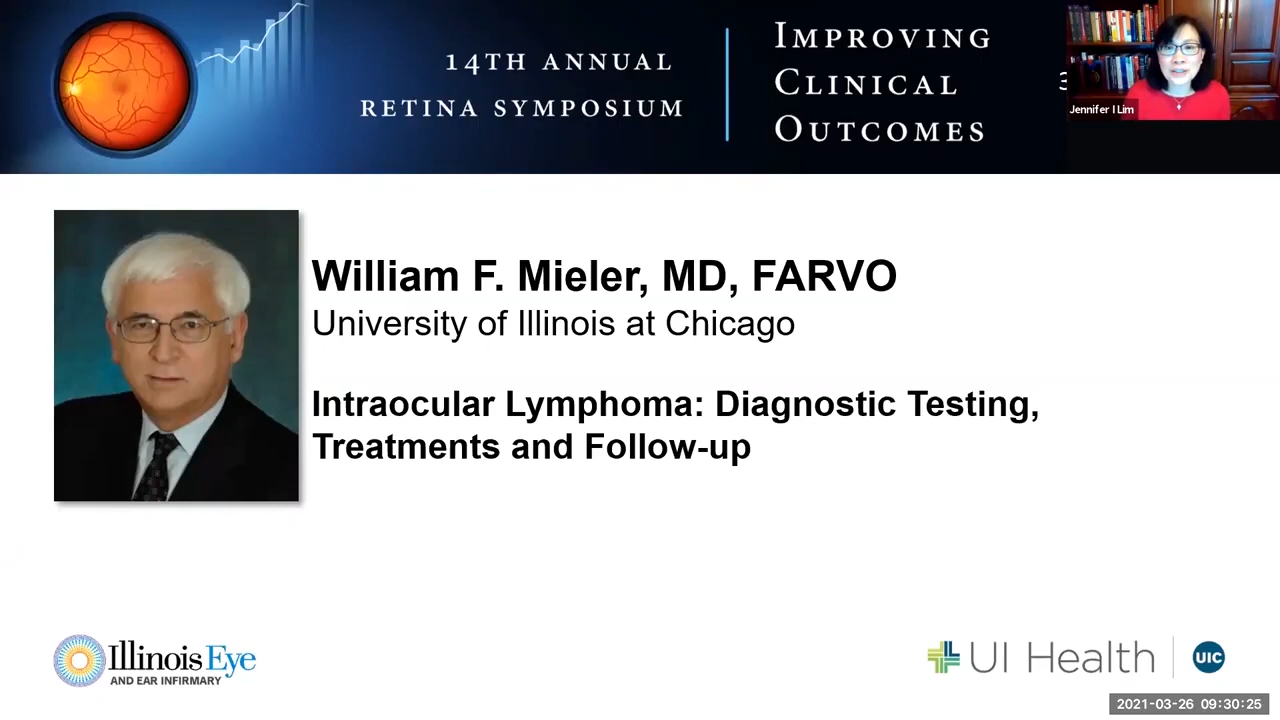 14TH ANNUAL
RETINA SYMPOSIUM
IMPROVING
CLINICAL
OUTCOMES
3
Jennifer I Lim
William F. Mieler, MD, FARVO
University of Illinois at Chicago
Intraocular Lymphoma: Diagnostic Testing,
Treatments and Follow-up
Illinois Eye
AND EAR INFIRMARY
UI Health
UIC
2021-03-26 09:30:25